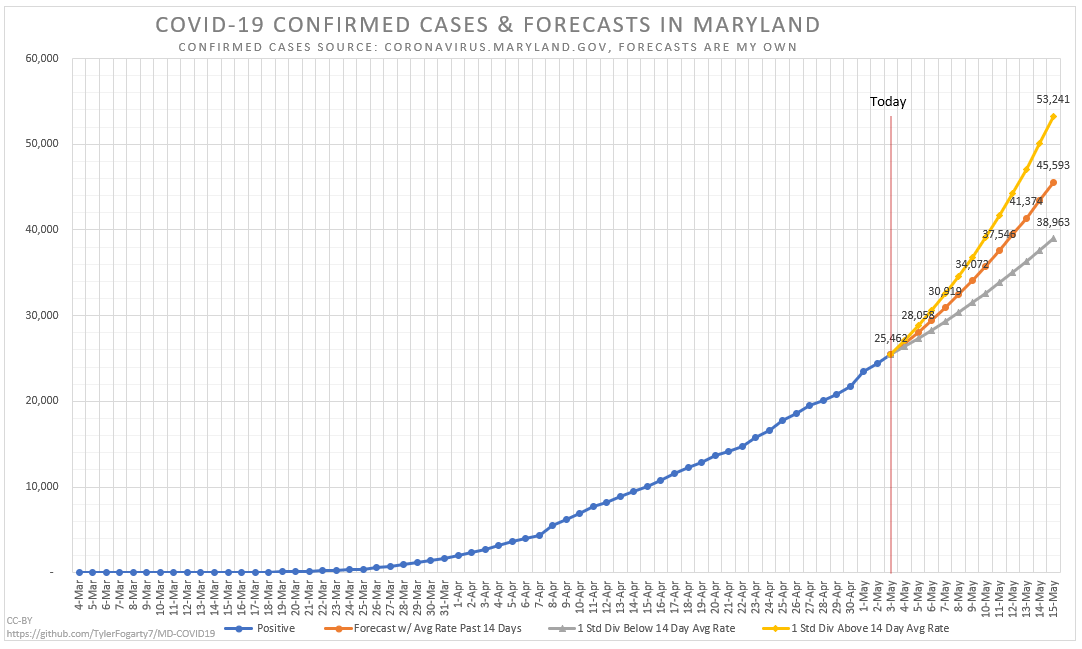 COVID-19 CONFIRMED CASES & FORECASTS IN MARYLAND
CONFIRMED CASES SOURCE: CORONAVIRUS.MARYLAND.GOV, FORECASTS ARE MY OWN
60,000
50,000
40,000
30,000
20,000
10,000
-
Today
53,241
45,593
41,374
38,963
37,546
34,072
30,919
28,058
25,462
4-Mar
5-Mar
6-Mar
7-Mar
8-Mar
9-Mar
10-Mar
11-Mar
12-Mar
13-Mar
14-Mar
15-Mar
16-Mar
17-Mar
18-Mar
19-Mar
20-Mar
21-Mar
22-Mar
23-Mar
24-Mar
25-Mar
26-Mar
27-Mar
28-Mar
29-Mar
30-Mar
31-Mar
1-Apr
2-Apr
3-Apr
4-Apr
5-Apr
6-Apr
7-Apr
8-Apr
9-Apr
10-Apr
11-Apr
12-Apr
13-Apr
14-Apr
15-Apr
16-Apr
17-Apr
18-Apr
19-Apr
20-Apr
21-Apr
22-Apr
23-Apr
24-Apr
25-Apr
26-Apr
27-Apr
28-Apr
29-Apr
30-Apr
1-May
2-May
3-May
4-May
5-May
6-May
7-May
8-May
9-May
10-May
11-May
12-May
13-May
14-May
15-May
CC-BY
https://github.com/TylerFogarty7/MD-COVID19
Positive
Forecast w/ Avg Rate Past 14 Days
1 Std Div Below 14 Day Avg Rate
1 Std Div Above 14 Day Avg Rate